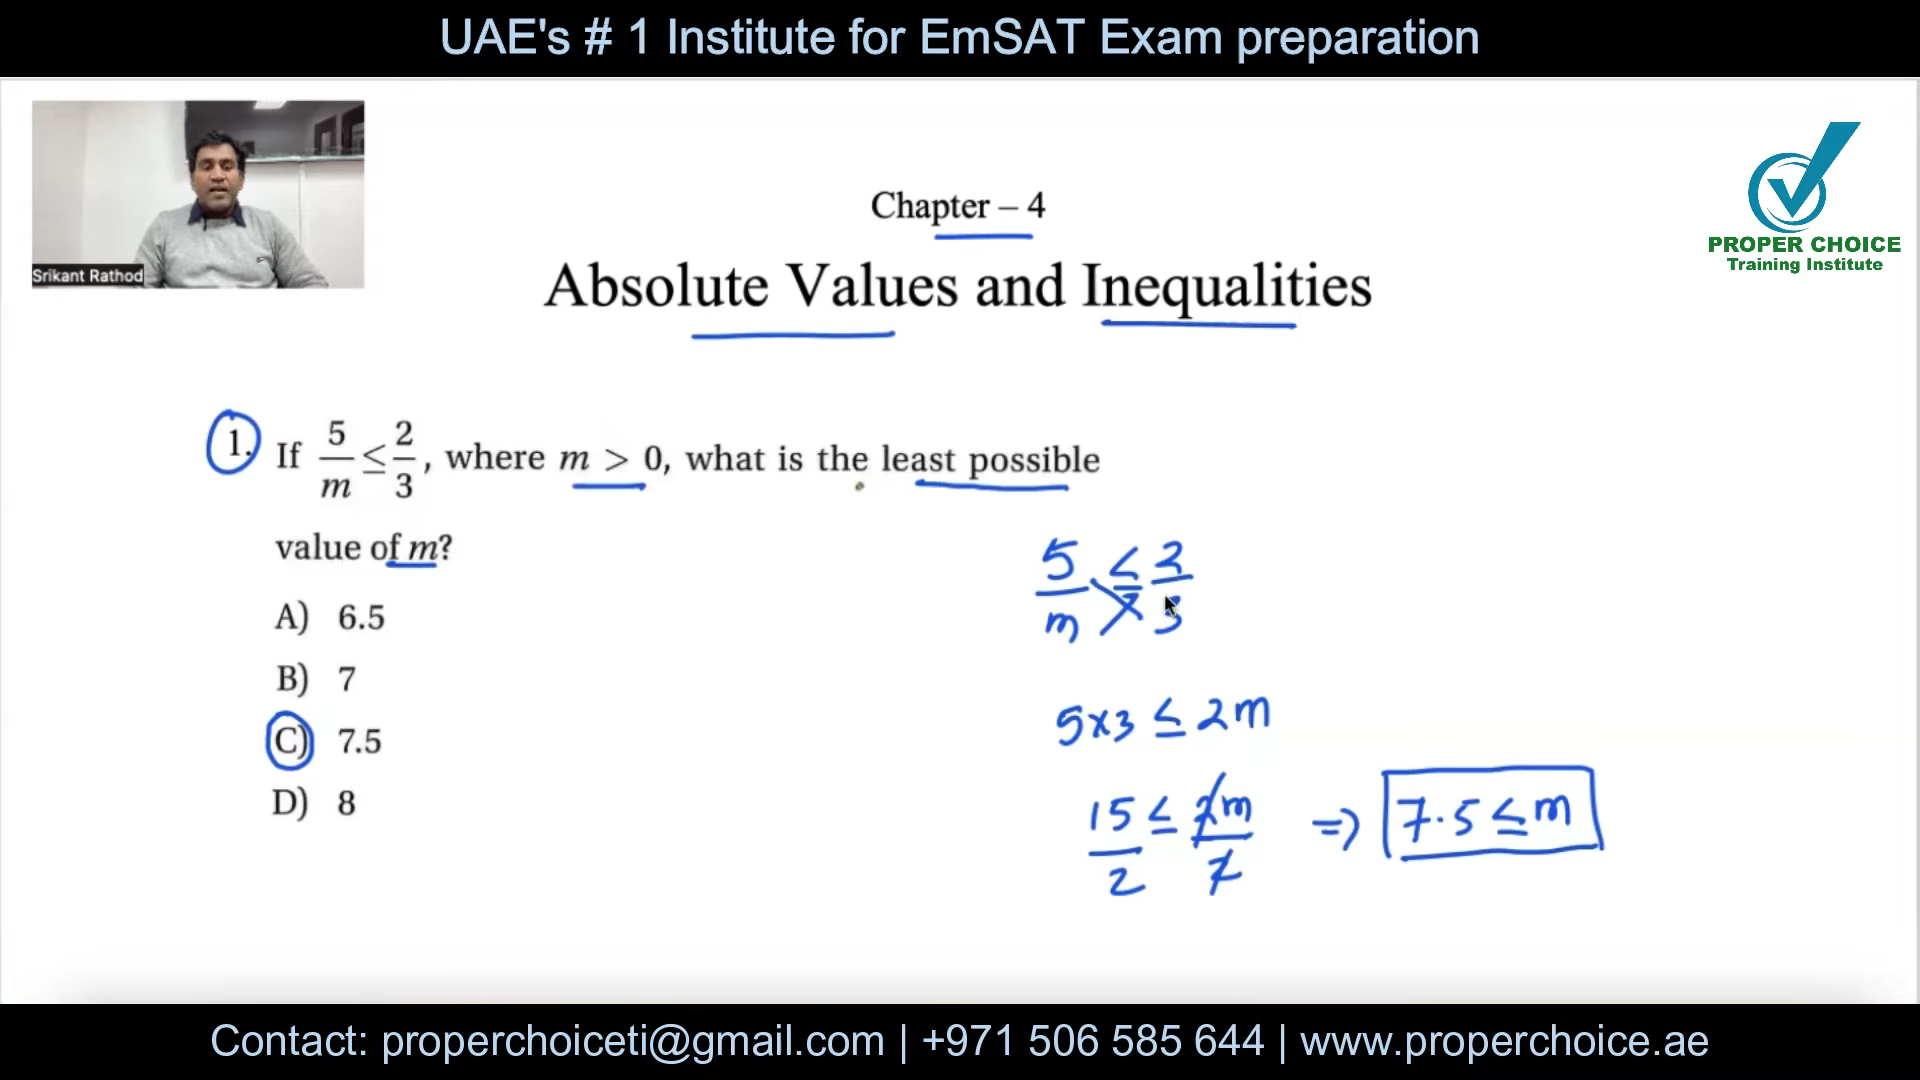 UAE's # 1 Institute for EmSAT Exam preparation
Srikant Rathod
PROPER CHOICE
Training Institute
Chapter – 4
Absolute Values and Inequalities
1. If 5/m ≤ 2/3, where m > 0, what is the least possible
value of m?
A) 6.5
B) 7
C) 7.5
D) 8
5/m ≤ 2/3
5×3 ≤ 2m
15/2 ≤ 2m/2 ⇒ 7.5 ≤ m
Contact: properchoiceti@gmail.com | +971 506 585 644 | www.properchoice.ae